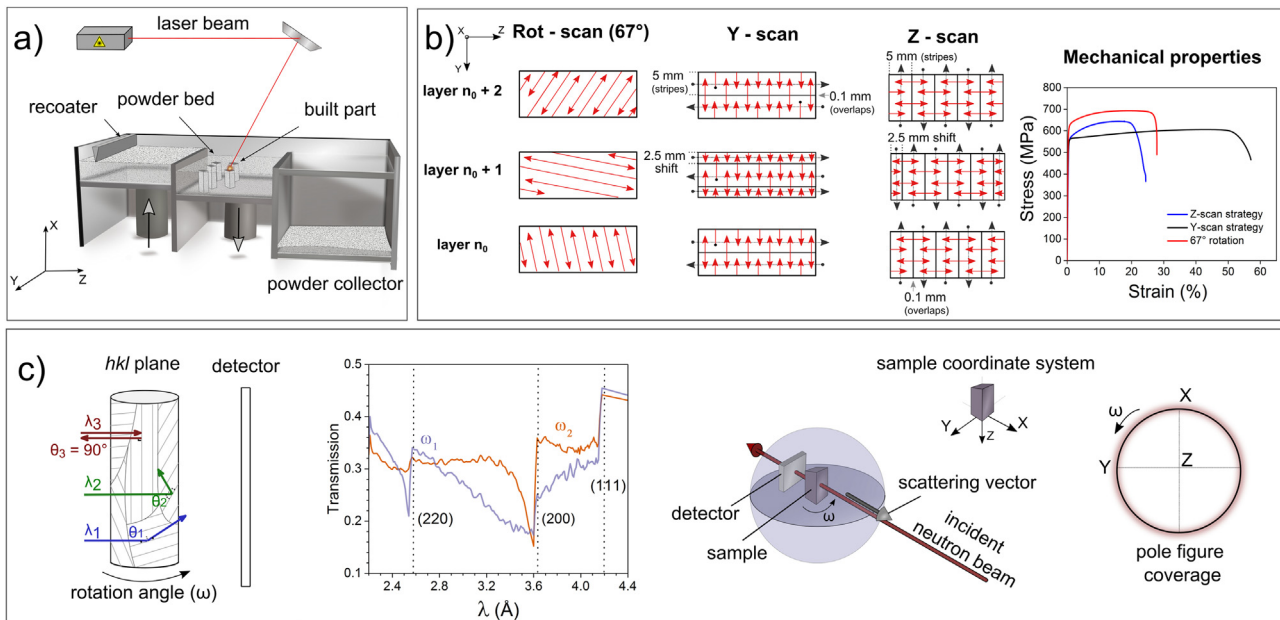 a)
laser beam
powder bed
recoater
built part
X
Y
Z
powder collector
b)
X
Z
Y
Rot - scan (67°)
Y - scan
Z - scan
Mechanical properties
layer n₀ + 2
5 mm
(stripes)
0.1 mm
(overlaps)
5 mm (stripes)
layer n₀ + 1
2.5 mm
shift
2.5 mm shift
layer n₀
0.1 mm
(overlaps)
Stress (MPa)
800
700
600
500
400
300
200
100
0
Z-scan strategy
Y-scan strategy
67° rotation
0 10 20 30 40 50 60
Strain (%)
c)
hkl plane
detector
λ3
θ3 = 90°
λ2
θ2
λ1
θ1
rotation angle (ω)
Transmission
0.5
0.4
0.3
0.2
0.1
ω1
ω2
(220)
(200)
(111)
2.4 2.8 3.2 3.6 4.0 4.4
λ (Å)
sample coordinate system
Y
Z
X
detector
sample
ω
scattering vector
incident
neutron beam
ω
X
Y
Z
pole figure
coverage